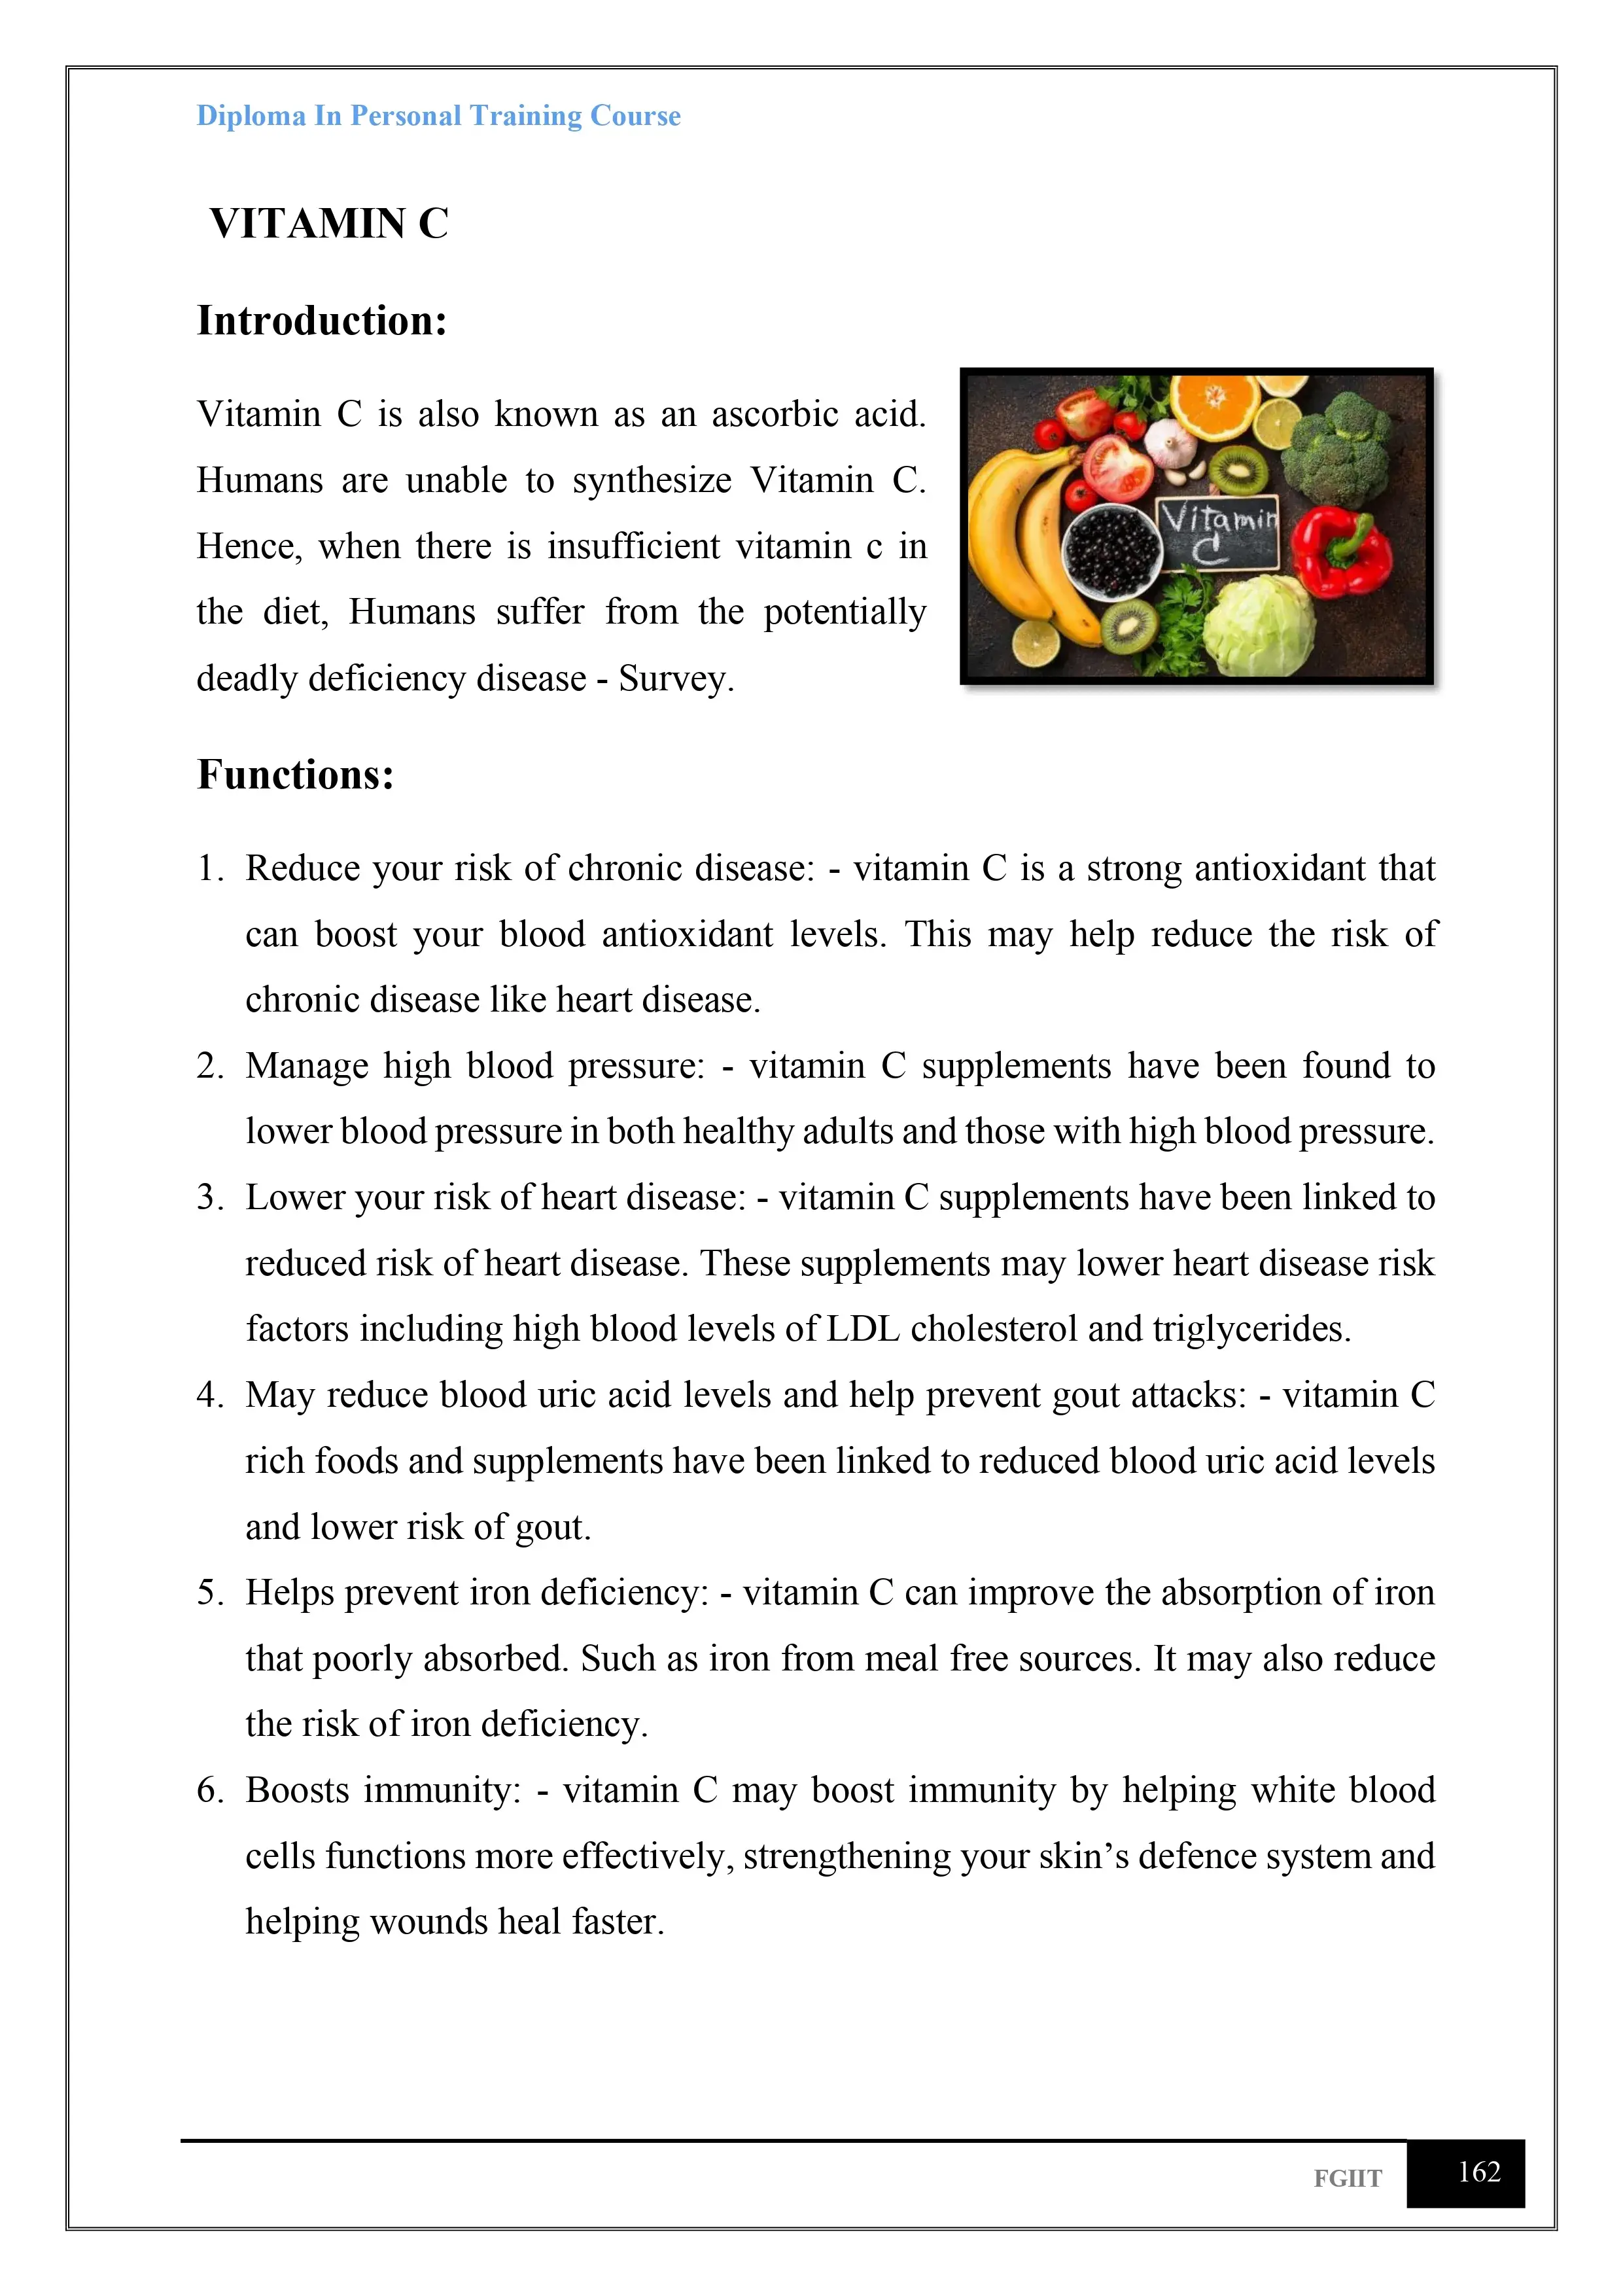 Diploma In Personal Training Course
VITAMIN C
Introduction:
Vitamin C is also known as an ascorbic acid.
Humans are unable to synthesize Vitamin C.
Hence, when there is insufficient vitamin c in
the diet, Humans suffer from the potentially
deadly deficiency disease - Survey.
Vitamin
C
Functions:
1. Reduce your risk of chronic disease: - vitamin C is a strong antioxidant that
can boost your blood antioxidant levels. This may help reduce the risk of
chronic disease like heart disease.
2. Manage high blood pressure: - vitamin C supplements have been found to
lower blood pressure in both healthy adults and those with high blood pressure.
3. Lower your risk of heart disease: - vitamin C supplements have been linked to
reduced risk of heart disease. These supplements may lower heart disease risk
factors including high blood levels of LDL cholesterol and triglycerides.
4. May reduce blood uric acid levels and help prevent gout attacks: - vitamin C
rich foods and supplements have been linked to reduced blood uric acid levels
and lower risk of gout.
5. Helps prevent iron deficiency: - vitamin C can improve the absorption of iron
that poorly absorbed. Such as iron from meal free sources. It may also reduce
the risk of iron deficiency.
6. Boosts immunity: - vitamin C may boost immunity by helping white blood
cells functions more effectively, strengthening your skin’s defence system and
helping wounds heal faster.
FGIIT
162